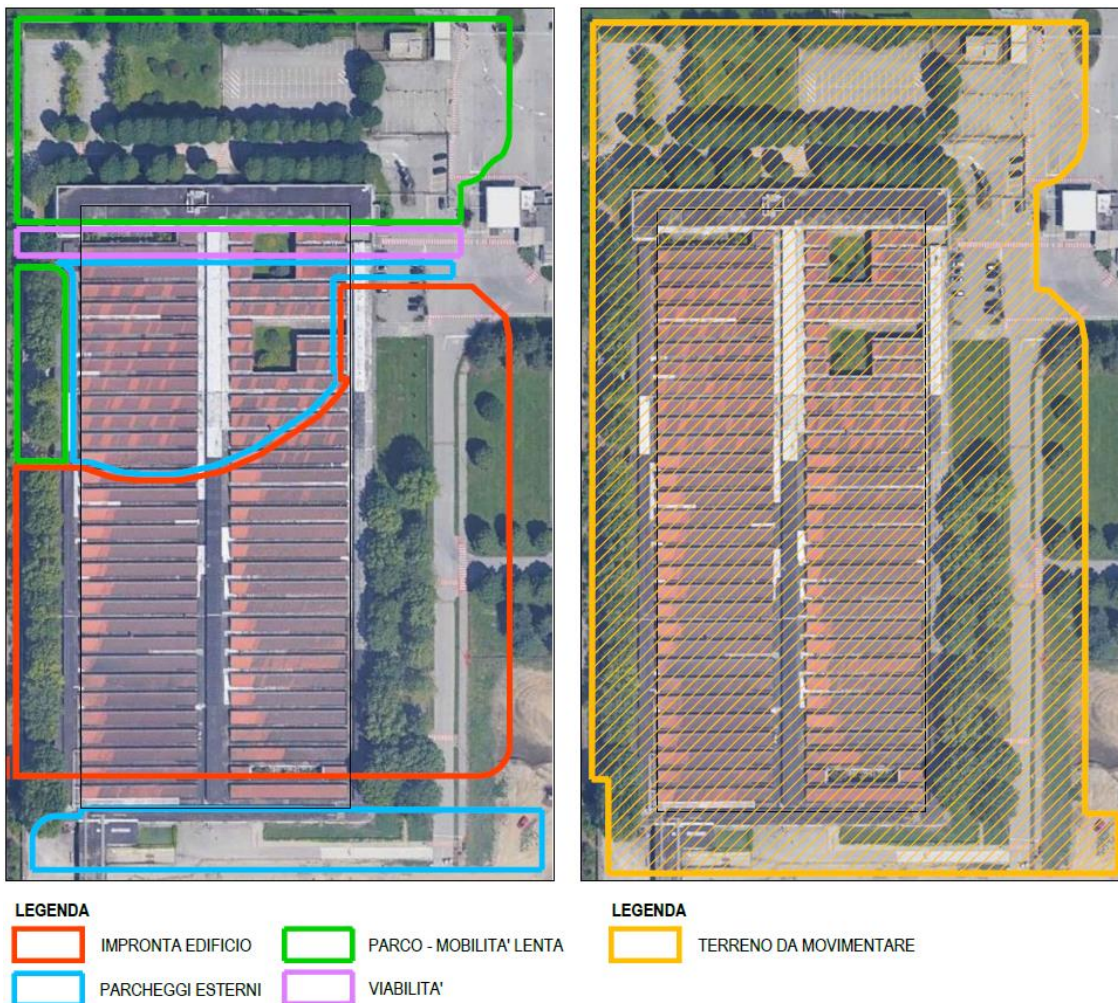 LEGENDA
IMPRONTA EDIFICIO
PARCO - MOBILITA' LENTA
PARCHEGGI ESTERNI
VIABILITA'
LEGENDA
TERRENO DA MOVIMENTARE